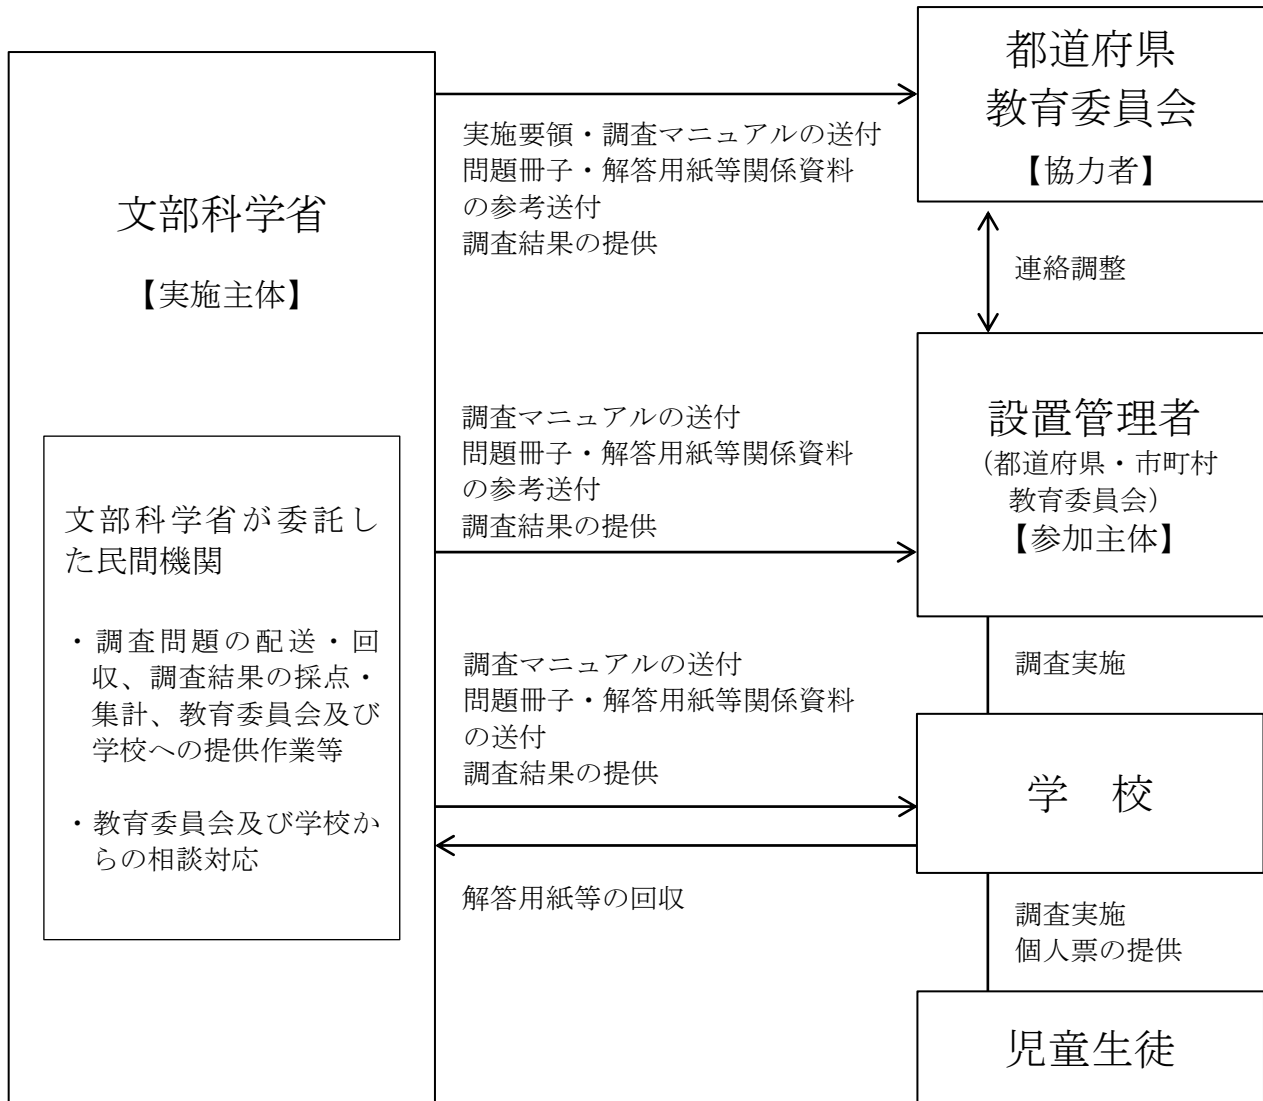 文部科学省
【実施主体】
文部科学省が委託し
た民間機関
・調査問題の配送・回
収、調査結果の採点・
集計、教育委員会及び
学校への提供作業等
・教育委員会及び学校か
らの相談対応
実施要領・調査マニュアルの送付
問題冊子・解答用紙等関係資料
の参考送付
調査結果の提供
調査マニュアルの送付
問題冊子・解答用紙等関係資料
の参考送付
調査結果の提供
調査マニュアルの送付
問題冊子・解答用紙等関係資料
の送付
調査結果の提供
解答用紙等の回収
都道府県
教育委員会
【協力者】
連絡調整
設置管理者
（都道府県・市町村
教育委員会）
【参加主体】
調査実施
学　校
調査実施
個人票の提供
児童生徒